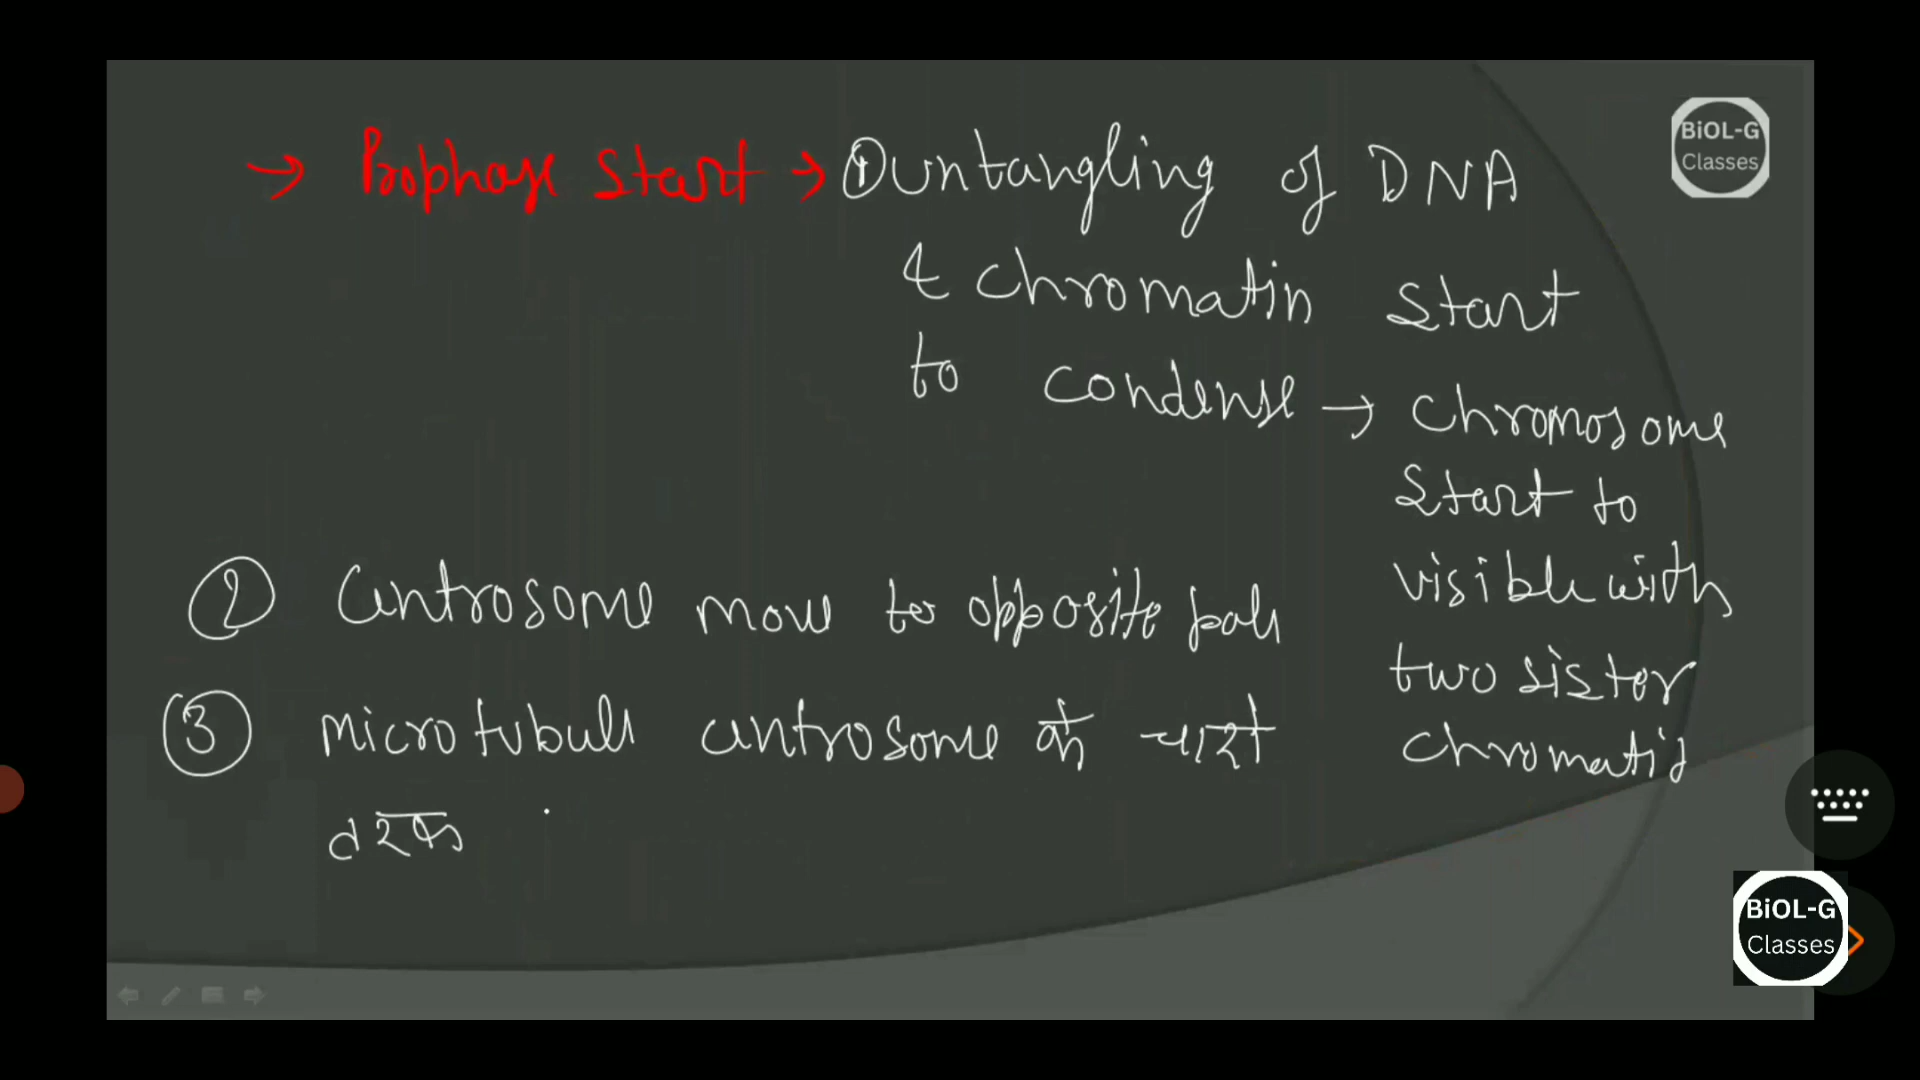 → Prophase start → ① untangling of DNA
& chromatin start
to condense → chromosome
start to
visible with
two sister
chromatid
② Centrosome move to opposite pole
③ microtubule centrosome के चारो
तरफ
BiOL-G
Classes
BiOL-G
Classes